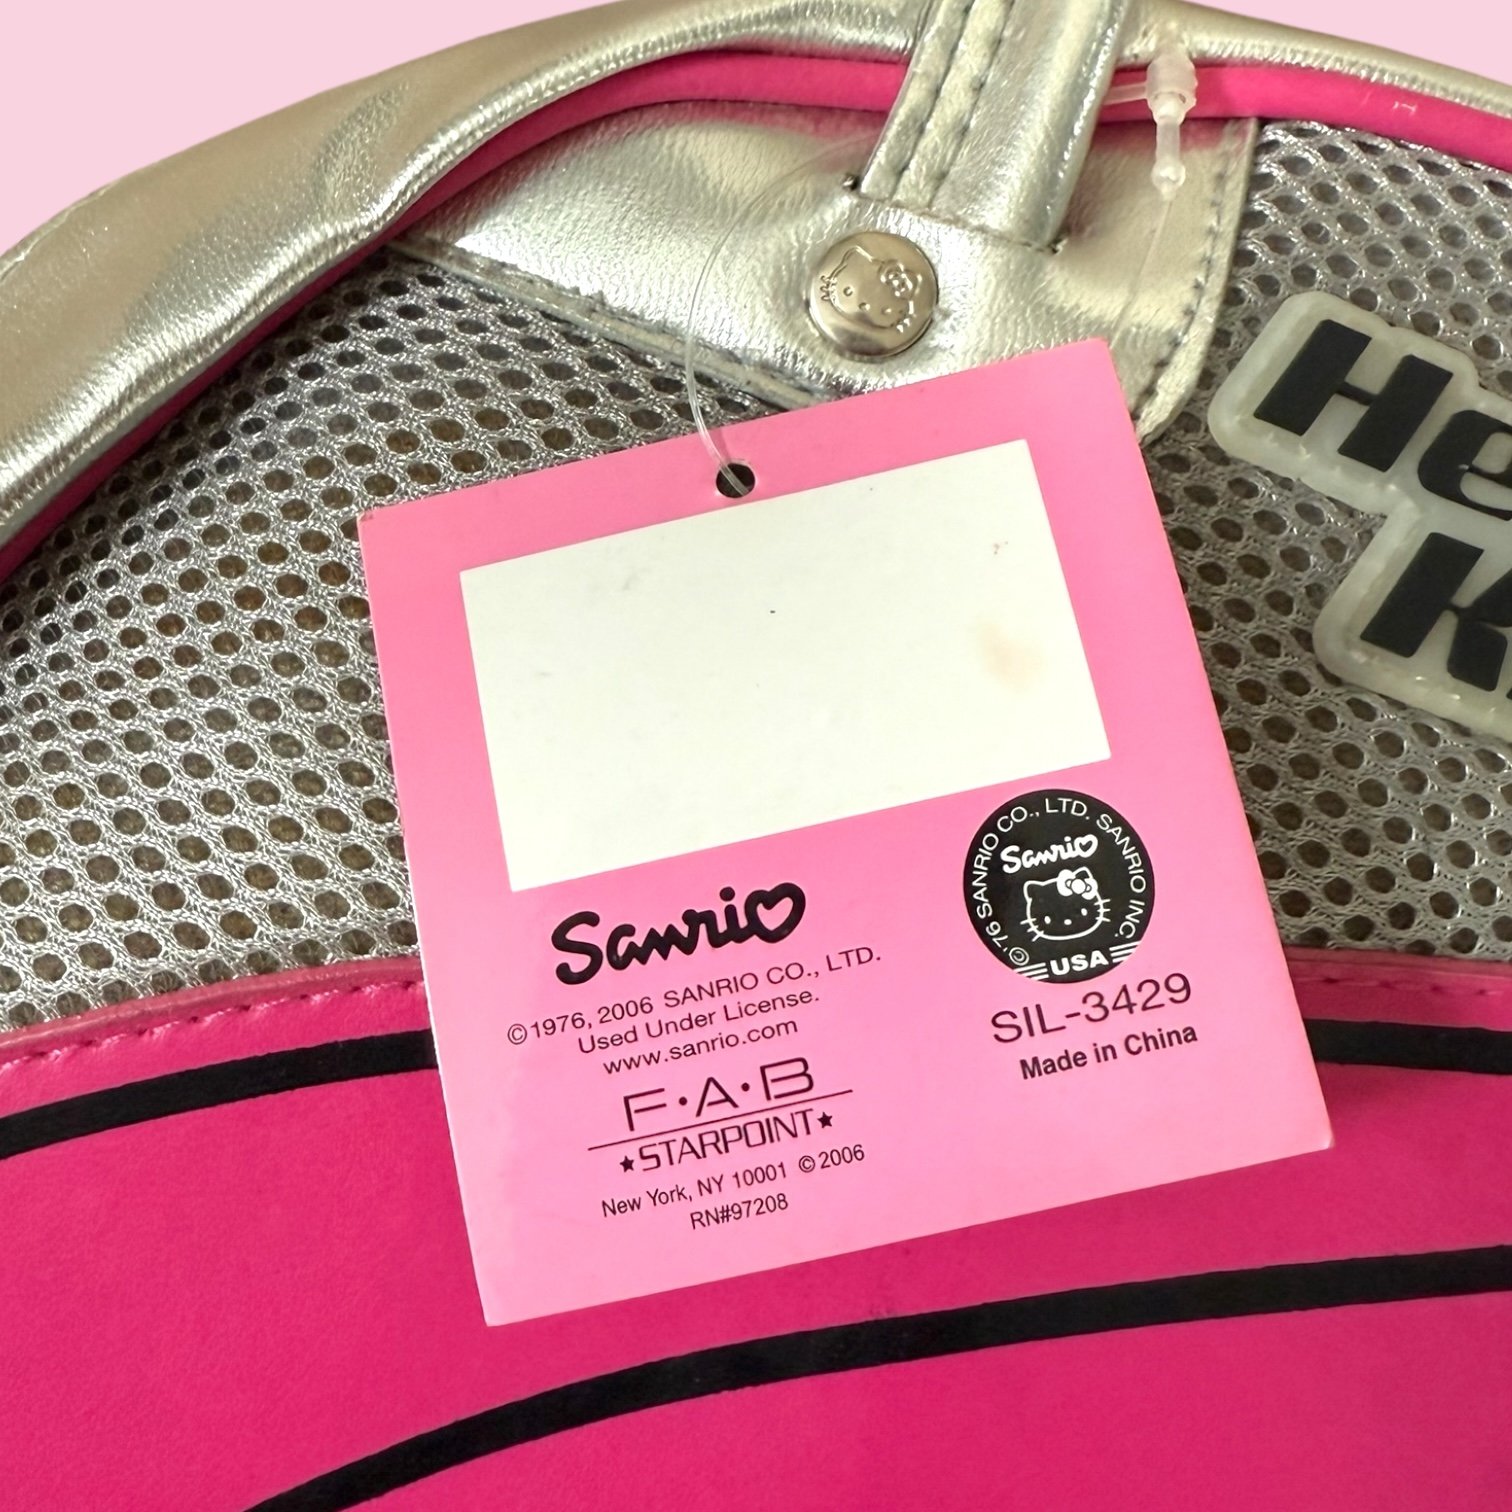 He
K
Sanrio
©1976, 2006 SANRIO CO., LTD.
Used Under License.
www.sanrio.com
F•A•B
★STARPOINT★
New York, NY 10001 ©2006
RN#97208
©'76 SANRIO CO., LTD. SANRIO INC.
Sanrio
USA
SIL-3429
Made in China